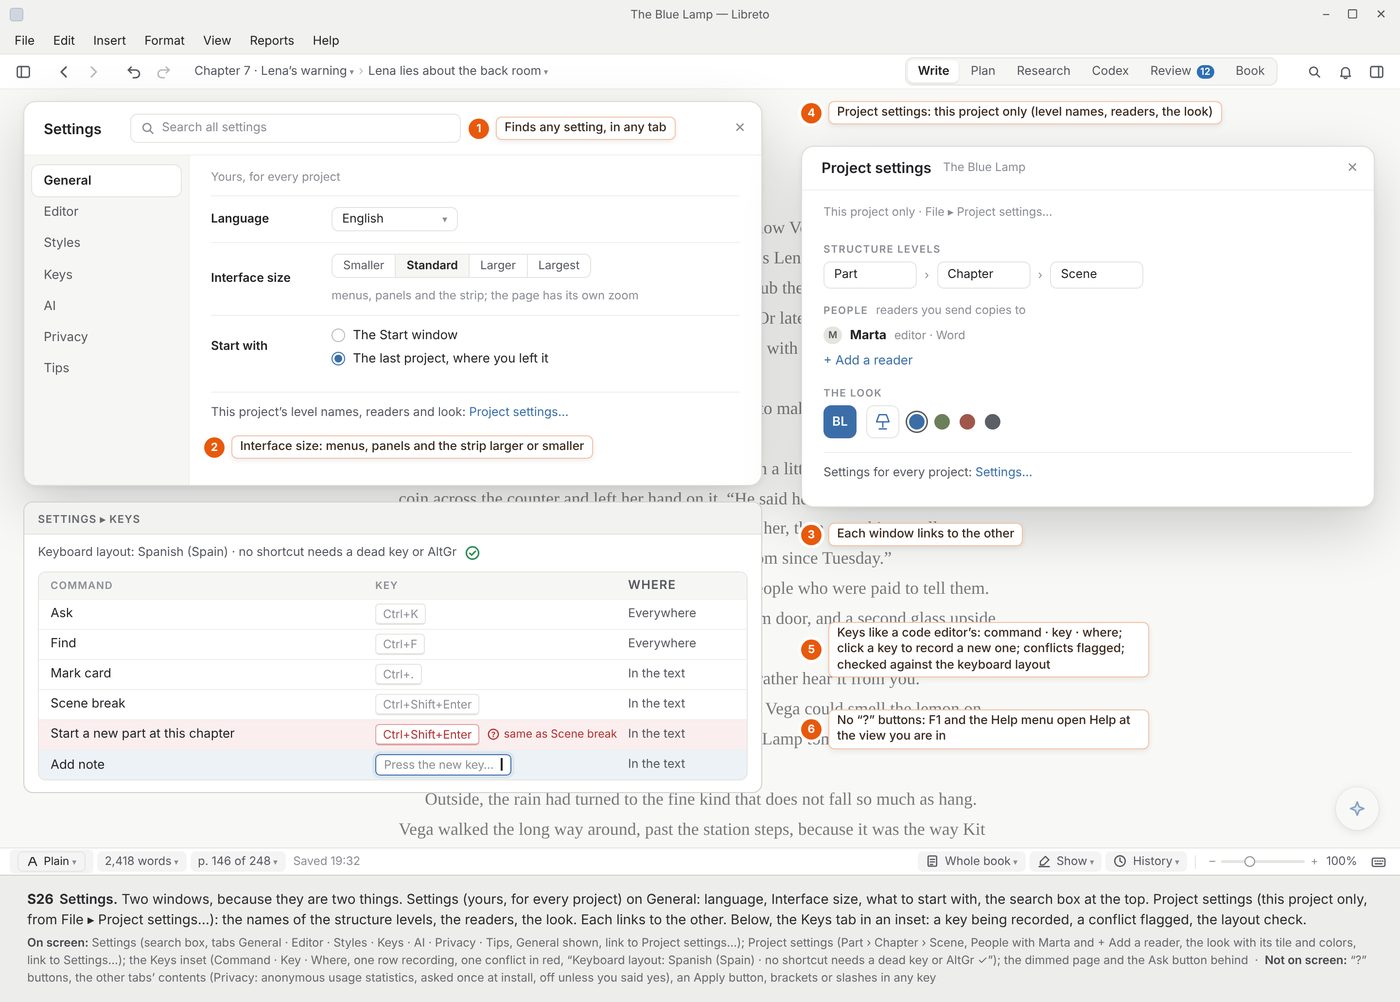 The Blue Lamp — Libreto
File Edit Insert Format View Reports Help
Chapter 7 · Lena’s warning ▾ › Lena lies about the back room ▾
Write Plan Research Codex Review 12 Book
Settings
Search all settings
1 Finds any setting, in any tab
General
Editor
Styles
Keys
AI
Privacy
Tips
Yours, for every project
Language English ▾
Interface size Smaller Standard Larger Largest
menus, panels and the strip; the page has its own zoom
Start with
The Start window
The last project, where you left it
This project’s level names, readers and look: Project settings…
2 Interface size: menus, panels and the strip larger or smaller
4 Project settings: this project only (level names, readers, the look)
Project settings The Blue Lamp
This project only · File ▸ Project settings…
STRUCTURE LEVELS
Part › Chapter › Scene
PEOPLE readers you send copies to
M Marta editor · Word
+ Add a reader
THE LOOK
BL
Settings for every project: Settings…
3 Each window links to the other
5 Keys like a code editor’s: command · key · where;
click a key to record a new one; conflicts flagged;
checked against the keyboard layout
6 No “?” buttons: F1 and the Help menu open Help at
the view you are in
s Len
ub the
Or late
with
coin across the counter and left her hand on it. “He said he
her, th
om since Tuesday.”
eople who were paid to tell them.
n door, and a second glass upside
rather hear it from you.
Vega could smell the lemon on
Lamp
SETTINGS ▸ KEYS
Keyboard layout: Spanish (Spain) · no shortcut needs a dead key or AltGr
COMMAND KEY WHERE
Ask Ctrl+K Everywhere
Find Ctrl+F Everywhere
Mark card Ctrl+. In the text
Scene break Ctrl+Shift+Enter In the text
Start a new part at this chapter Ctrl+Shift+Enter same as Scene break In the text
Add note Press the new key… In the text
Outside, the rain had turned to the fine kind that does not fall so much as hang.
Vega walked the long way around, past the station steps, because it was the way Kit
A Plain ▾ 2,418 words ▾ p. 146 of 248 ▾ Saved 19:32
Whole book ▾ Show ▾ History ▾ − + 100%
S26 Settings. Two windows, because they are two things. Settings (yours, for every project) on General: language, Interface size, what to start with, the search box at the top. Project settings (this project only,
from File ▸ Project settings…): the names of the structure levels, the readers, the look. Each links to the other. Below, the Keys tab in an inset: a key being recorded, a conflict flagged, the layout check.
On screen: Settings (search box, tabs General · Editor · Styles · Keys · AI · Privacy · Tips, General shown, link to Project settings…); Project settings (Part › Chapter › Scene, People with Marta and + Add a reader, the look with its tile and colors,
link to Settings…); the Keys inset (Command · Key · Where, one row recording, one conflict in red, “Keyboard layout: Spanish (Spain) · no shortcut needs a dead key or AltGr ✓”); the dimmed page and the Ask button behind · Not on screen: “?”
buttons, the other tabs’ contents (Privacy: anonymous usage statistics, asked once at install, off unless you said yes), an Apply button, brackets or slashes in any key